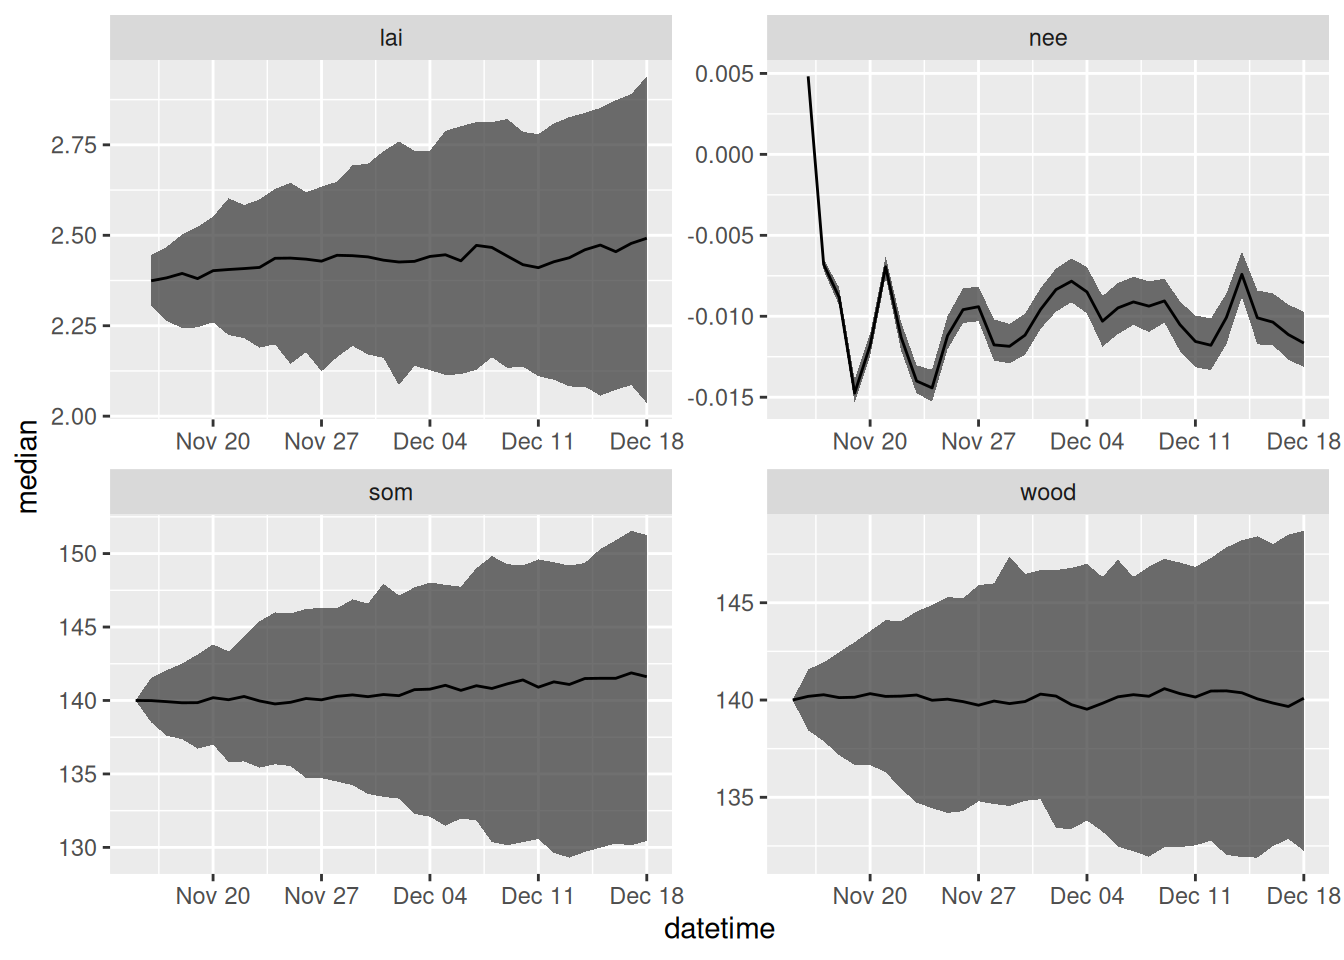 lai
nee
2.75
2.50
2.25
2.00
0.005
0.000
-0.005
-0.010
-0.015
Nov 20 Nov 27 Dec 04 Dec 11 Dec 18
Nov 20 Nov 27 Dec 04 Dec 11 Dec 18
median
som
wood
150
145
140
135
130
145
140
135
Nov 20 Nov 27 Dec 04 Dec 11 Dec 18
Nov 20 Nov 27 Dec 04 Dec 11 Dec 18
datetime